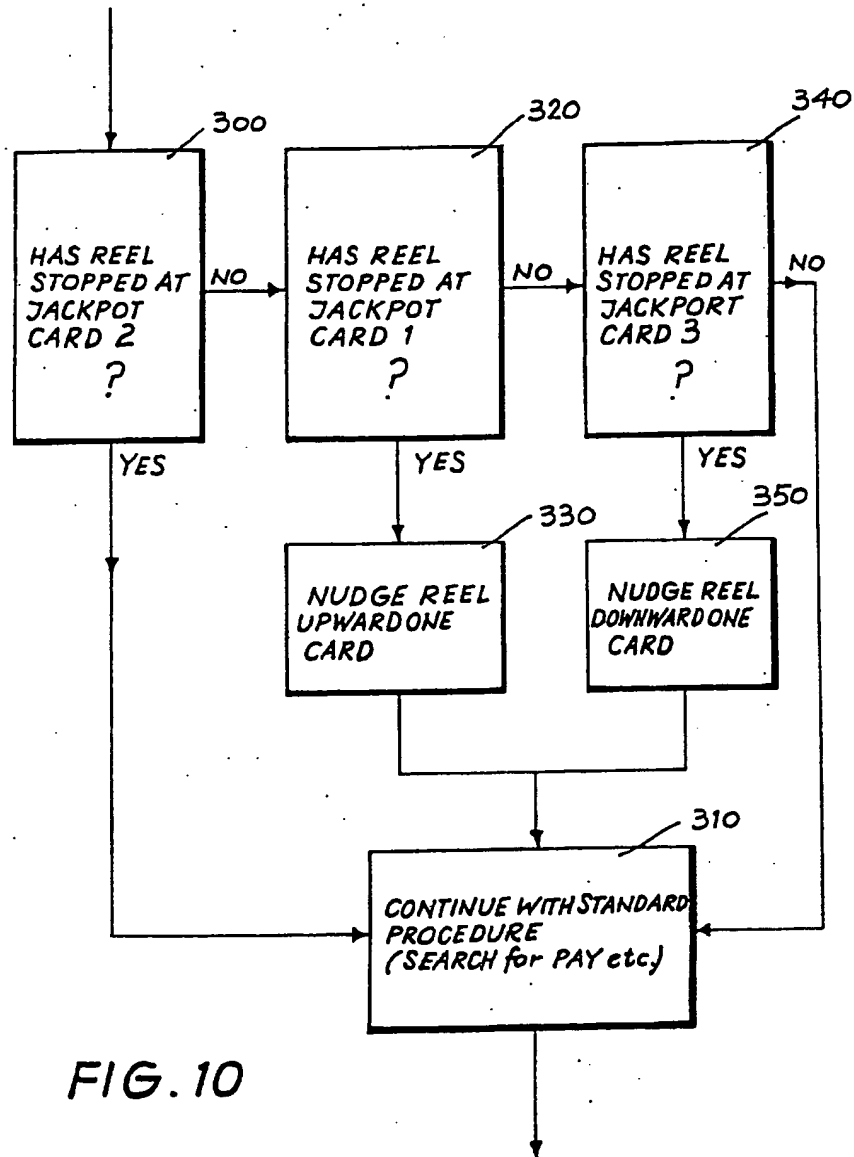 300
320
340
HAS REEL
STOPPED AT
JACKPOT
CARD 2
?
NO
HAS REEL
STOPPED AT
JACKPOT
CARD 1
?
NO
HAS REEL
STOPPED AT
JACKPORT
CARD 3
?
NO
YES
YES
YES
330
350
NUDGE REEL
UPWARD ONE
CARD
NUDGE REEL
DOWNWARD ONE
CARD
310
CONTINUE WITH STANDARD
PROCEDURE
(SEARCH for PAY etc.)
FIG. 10